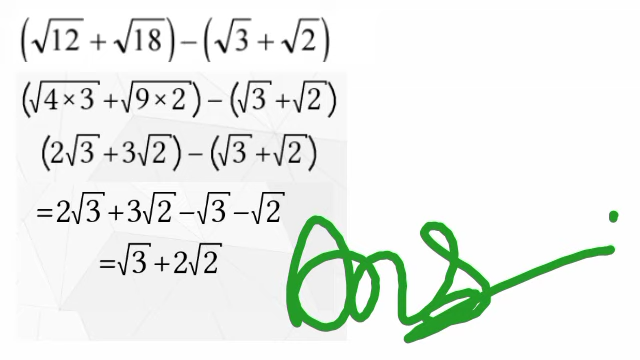 (√12 + √18) − (√3 + √2)
(√4 × 3 + √9 × 2) − (√3 + √2)
(2√3 + 3√2) − (√3 + √2)
= 2√3 + 3√2 − √3 − √2
= √3 + 2√2
Ans